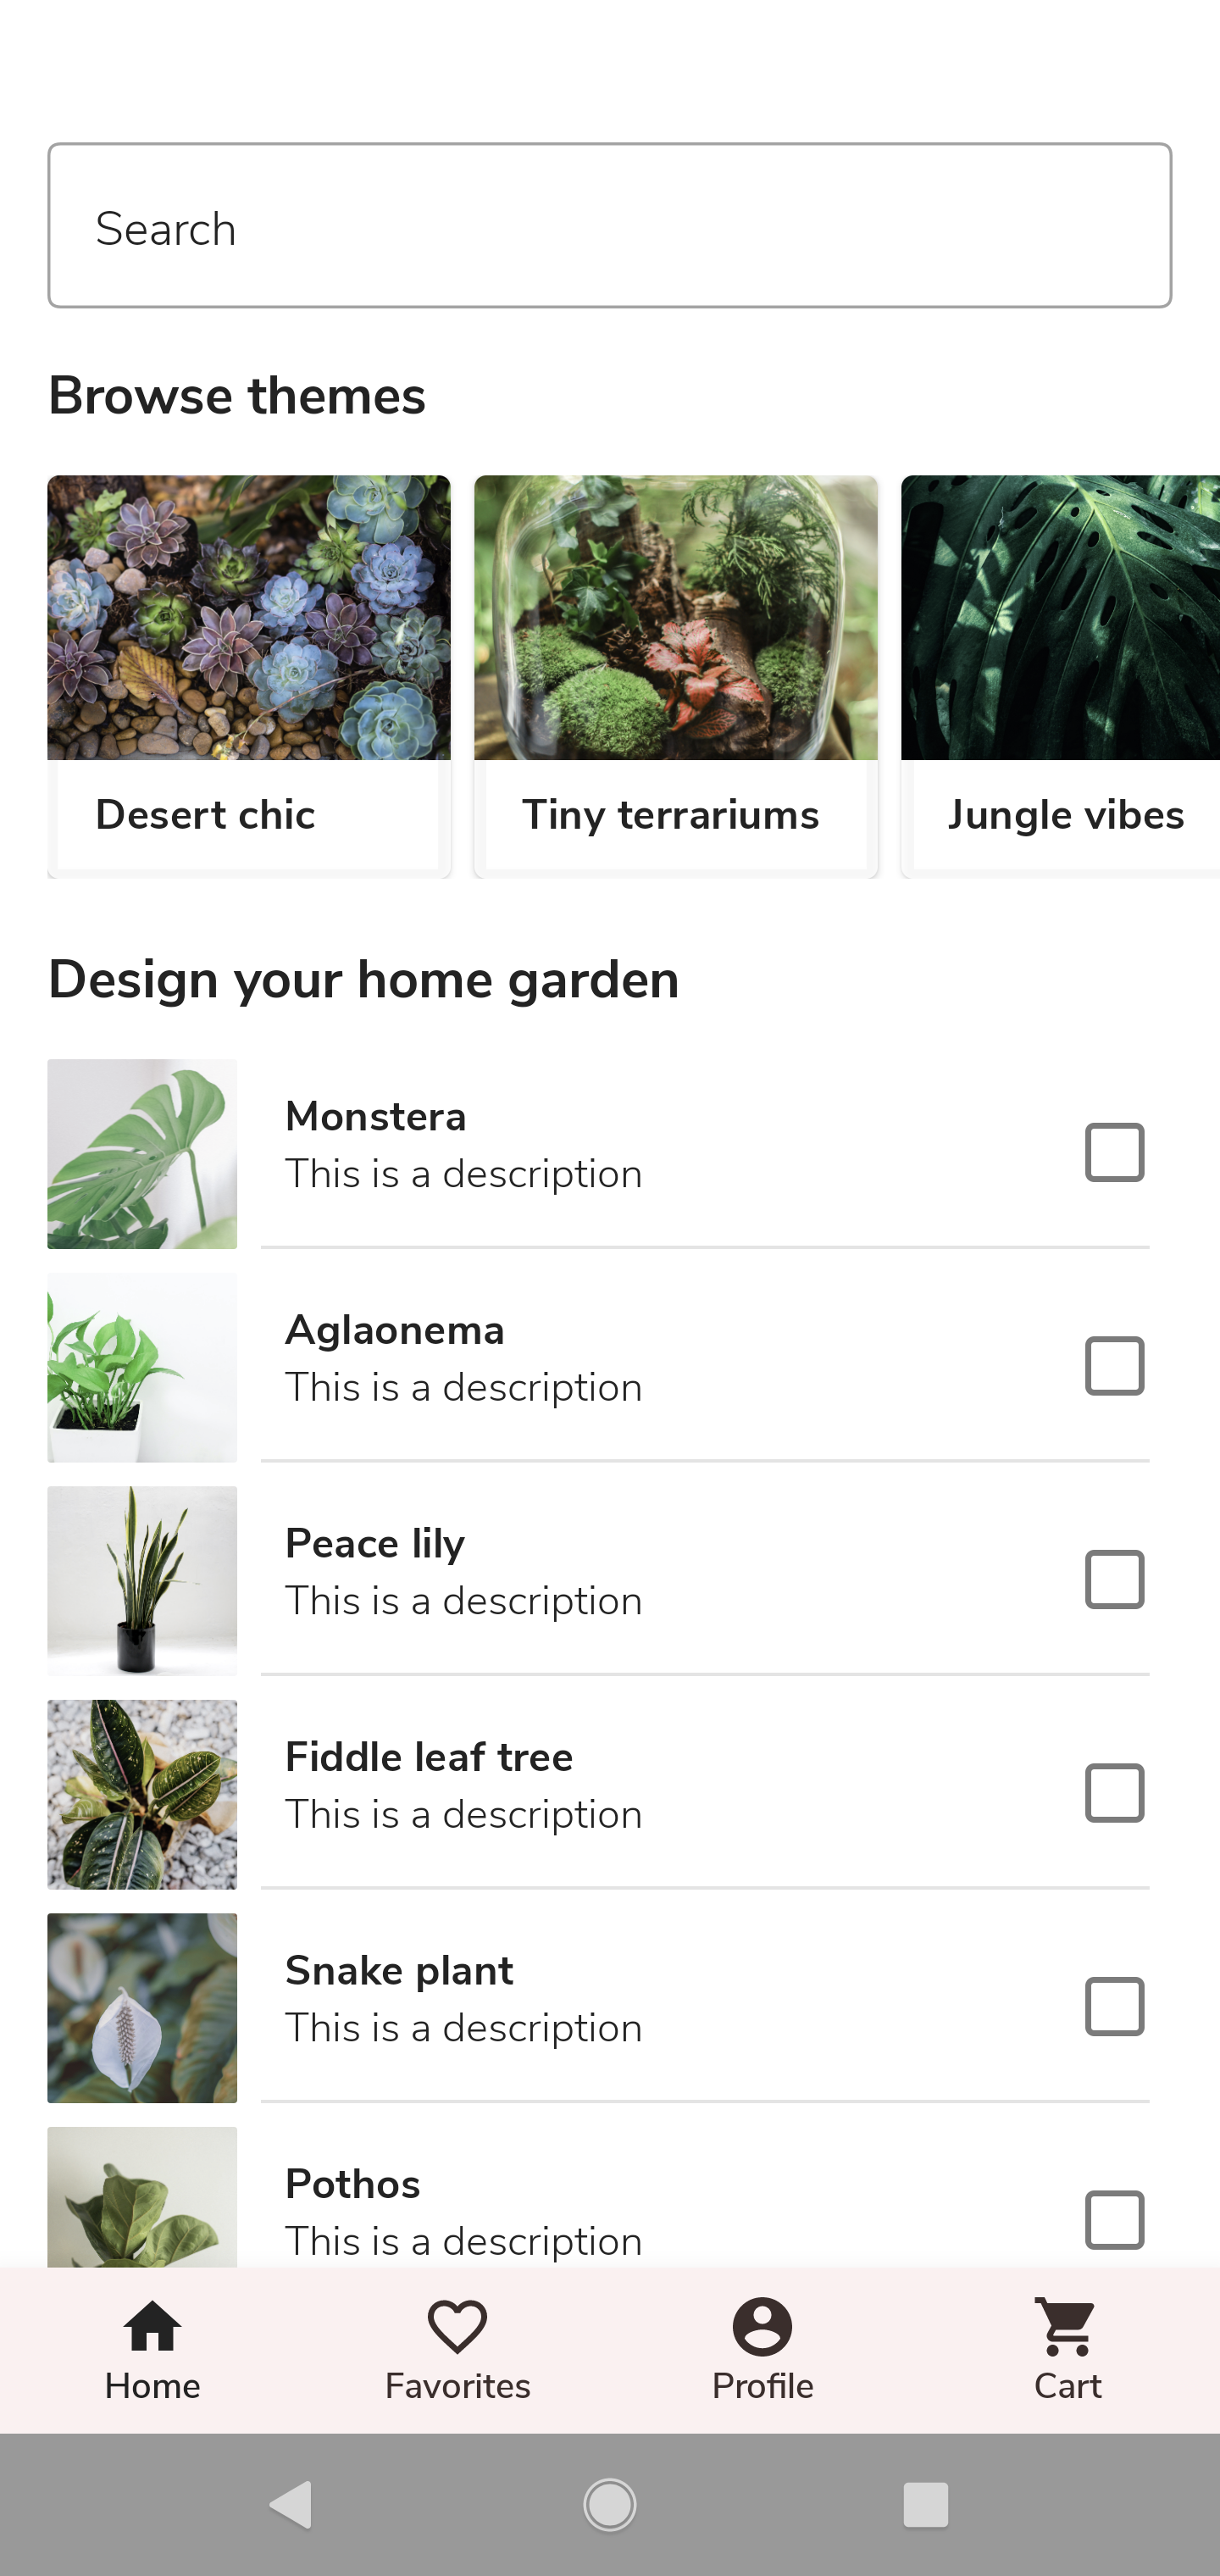 Search
Browse themes
Desert chic
Tiny terrariums
Jungle vibes
Design your home garden
Monstera
This is a description
Aglaonema
This is a description
Peace lily
This is a description
Fiddle leaf tree
This is a description
Snake plant
This is a description
Pothos
This is a description
Home
Favorites
Profile
Cart